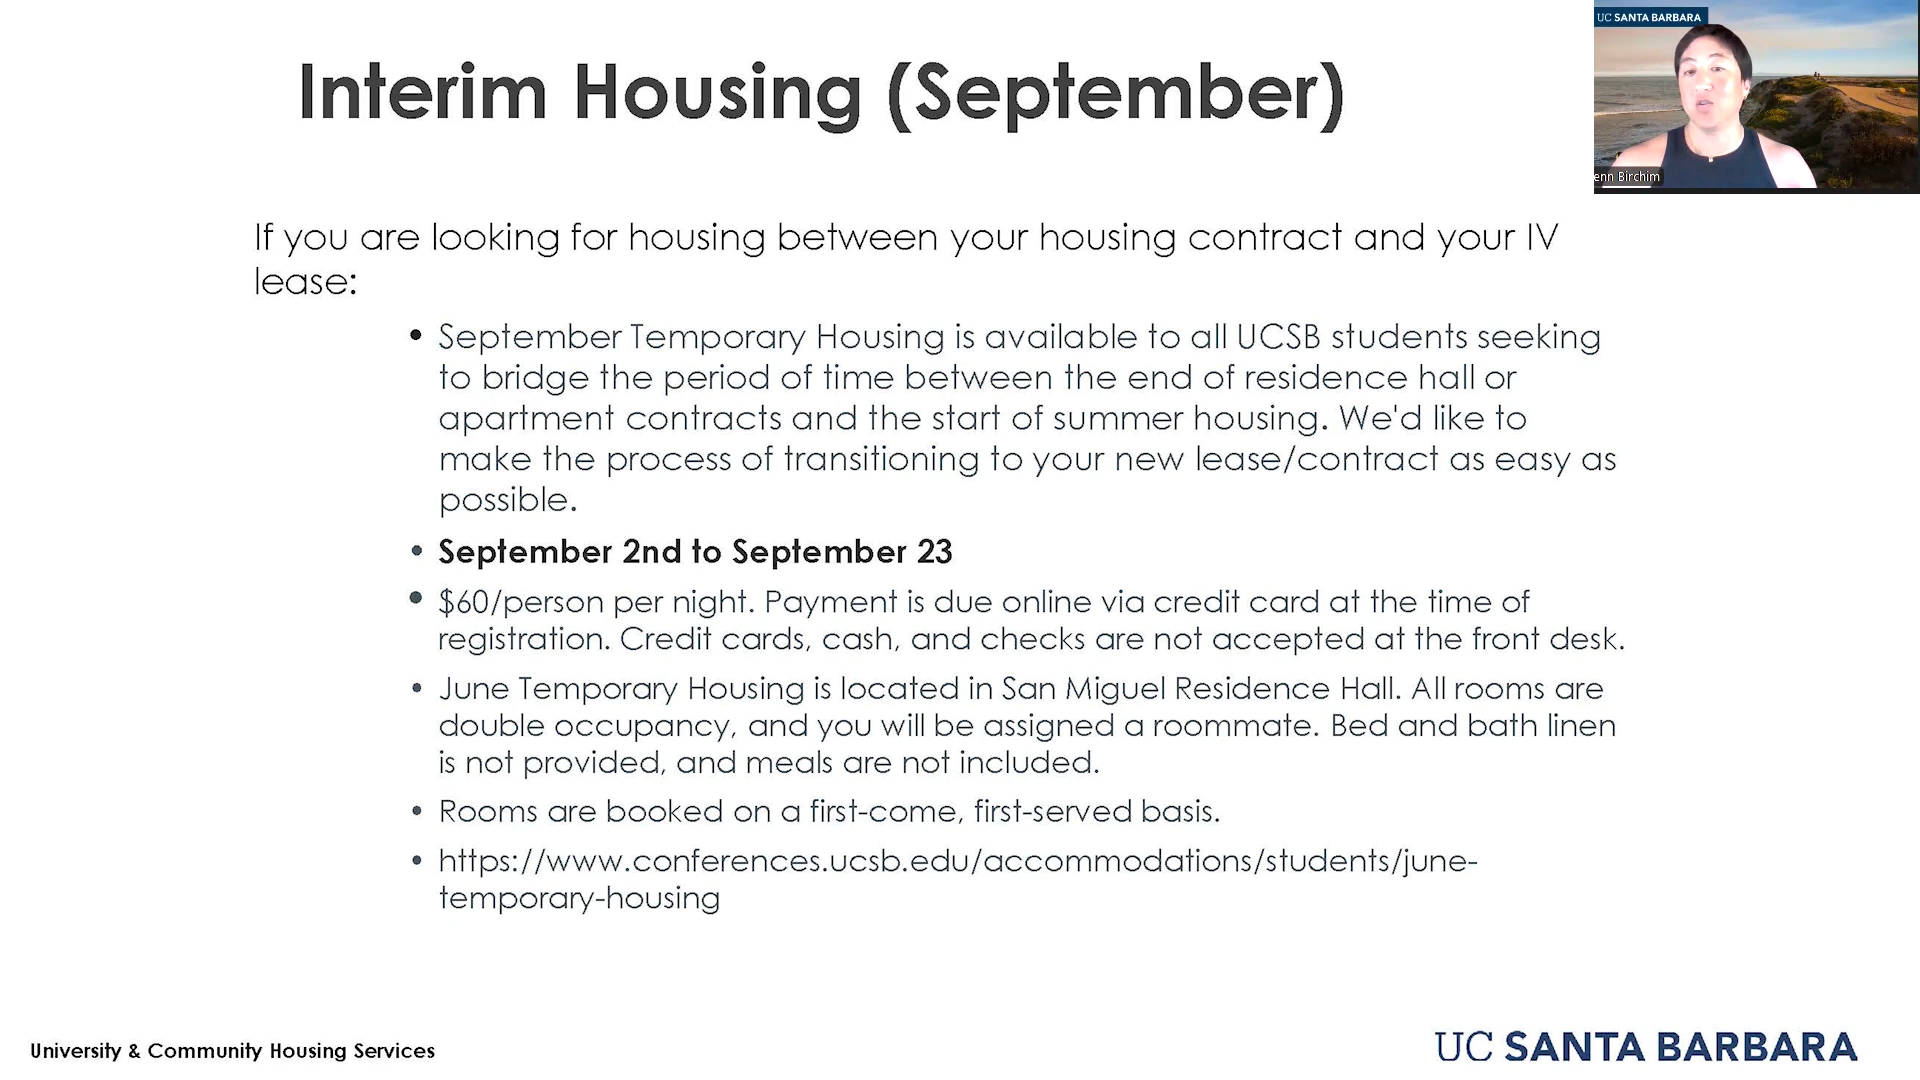 UC SANTA BARBARA
Interim Housing (September)
enn Birchim
If you are looking for housing between your housing contract and your IV
lease:
• September Temporary Housing is available to all UCSB students seeking
to bridge the period of time between the end of residence hall or
apartment contracts and the start of summer housing. We'd like to
make the process of transitioning to your new lease/contract as easy as
possible.
• September 2nd to September 23
• $60/person per night. Payment is due online via credit card at the time of
registration. Credit cards, cash, and checks are not accepted at the front desk.
• June Temporary Housing is located in San Miguel Residence Hall. All rooms are
double occupancy, and you will be assigned a roommate. Bed and bath linen
is not provided, and meals are not included.
• Rooms are booked on a first-come, first-served basis.
• https://www.conferences.ucsb.edu/accommodations/students/june-
temporary-housing
University & Community Housing Services
UC SANTA BARBARA